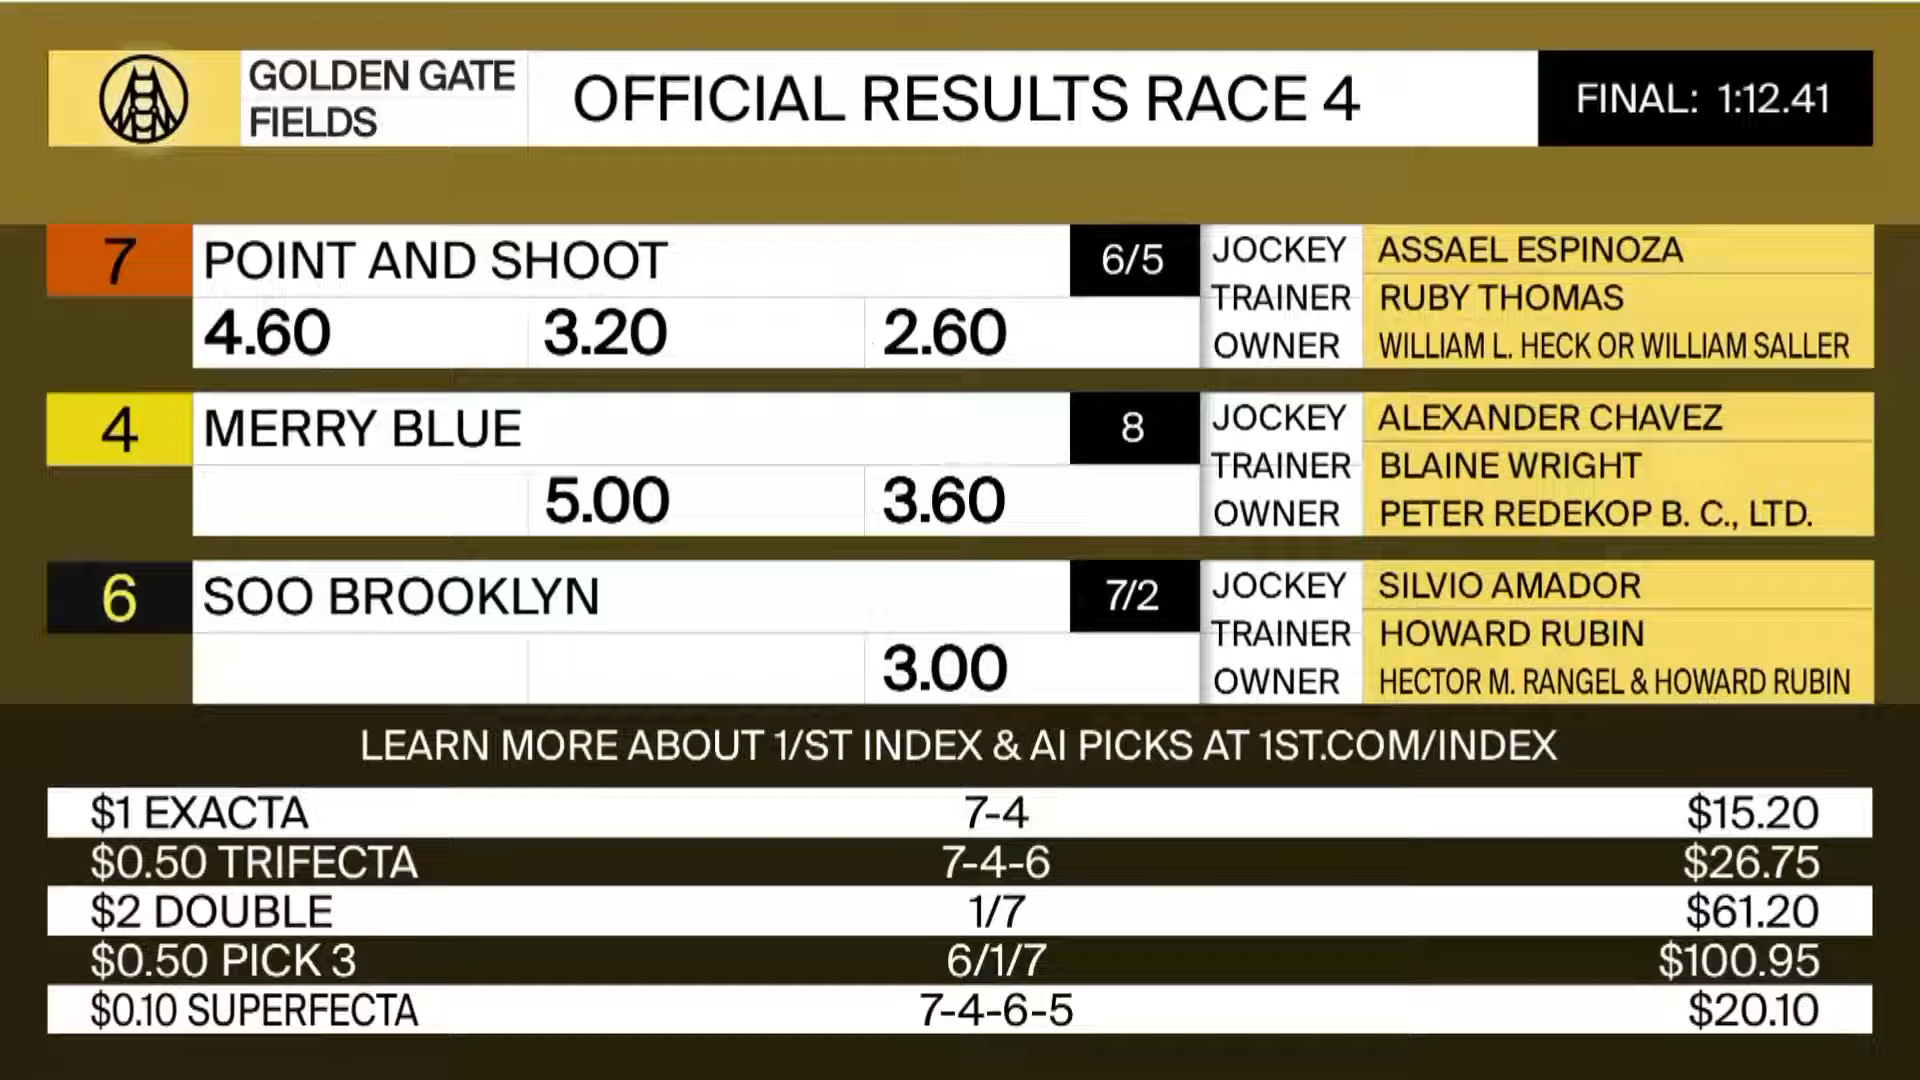 GOLDEN GATE
FIELDS
OFFICIAL RESULTS RACE 4
FINAL: 1:12.41
7 POINT AND SHOOT 6/5
4.60 3.20 2.60
JOCKEY ASSAEL ESPINOZA
TRAINER RUBY THOMAS
OWNER WILLIAM L. HECK OR WILLIAM SALLER
4 MERRY BLUE 8
5.00 3.60
JOCKEY ALEXANDER CHAVEZ
TRAINER BLAINE WRIGHT
OWNER PETER REDEKOP B. C., LTD.
6 SOO BROOKLYN 7/2
3.00
JOCKEY SILVIO AMADOR
TRAINER HOWARD RUBIN
OWNER HECTOR M. RANGEL & HOWARD RUBIN
LEARN MORE ABOUT 1/ST INDEX & AI PICKS AT 1ST.COM/INDEX
$1 EXACTA 7-4 $15.20
$0.50 TRIFECTA 7-4-6 $26.75
$2 DOUBLE 1/7 $61.20
$0.50 PICK 3 6/1/7 $100.95
$0.10 SUPERFECTA 7-4-6-5 $20.10